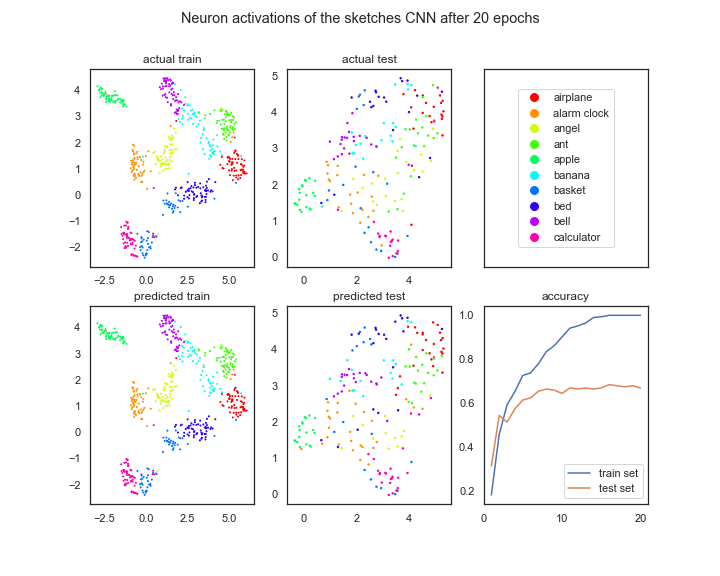 Neuron activations of the sketches CNN after 20 epochs
actual train
4
3
2
1
0
−1
−2
−2.5 0.0 2.5 5.0
actual test
5
4
3
2
1
0
0 2 4
airplane
alarm clock
angel
ant
apple
banana
basket
bed
bell
calculator
predicted train
4
3
2
1
0
−1
−2
−2.5 0.0 2.5 5.0
predicted test
5
4
3
2
1
0
0 2 4
accuracy
1.0
0.8
0.6
0.4
0.2
train set
test set
0 10 20